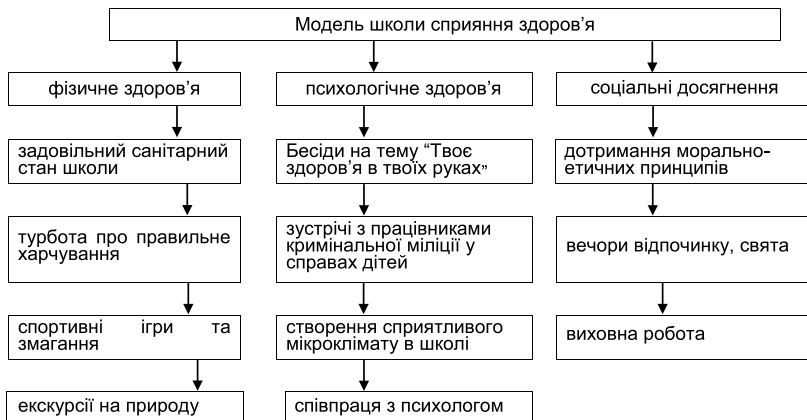 Модель школи сприяння здоров’я
фізичне здоров’я
психологічне здоров’я
соціальні досягнення
задовільний санітарний
стан школи
Бесіди на тему “Твоє
здоров’я в твоїх руках”
дотримання морально-
етичних принципів
турбота про правильне
харчування
зустрічі з працівниками
кримінальної міліції у
справах дітей
вечори відпочинку, свята
спортивні ігри та
змагання
створення сприятливого
мікроклімату в школі
виховна робота
екскурсії на природу
співпраця з психологом